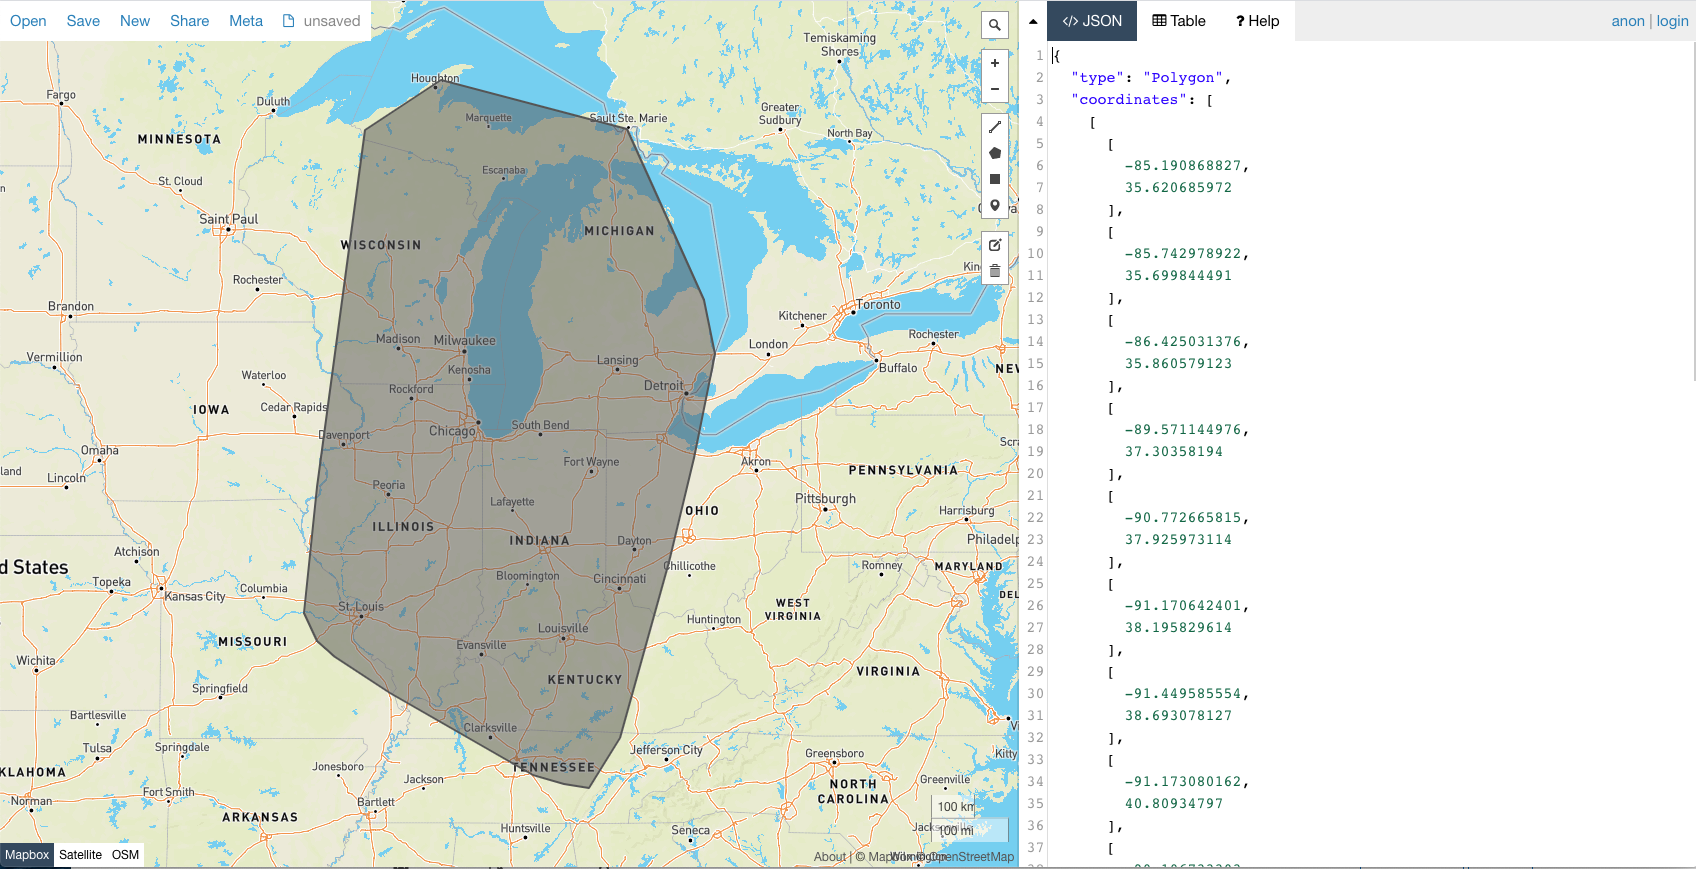 Open Save New Share Meta unsaved
</> JSON Table ? Help anon | login
Temiskaming
Shores
Houghton
Fargo
Duluth
Greater
Sudbury
Marquette
Sault Ste. Marie
North Bay
MINNESOTA
Escanaba
St. Cloud
Saint Paul
MICHIGAN
WISCONSIN
Rochester
Brandon
Toronto
Kitchener
Madison
Milwaukee
London
Rochester
Vermillion
Lansing
Buffalo
Waterloo
Kenosha
Rockford
Detroit
IOWA
Cedar Rapids
Chicago
South Bend
Davenport
Omaha
Fort Wayne
Akron
PENNSYLVANIA
Lincoln
Peoria
Lafayette
Pittsburgh
OHIO
Harrisburg
ILLINOIS
INDIANA
Dayton
Philadelp
Atchison
d States
Chillicothe
Romney
MARYLAND
Topeka
Kansas City
Columbia
Bloomington
Cincinnati
DEL
St. Louis
WEST
VIRGINIA
Huntington
MISSOURI
Louisville
Evansville
Wichita
KENTUCKY
VIRGINIA
Springfield
Bartlesville
Clarksville
Tulsa
Springdale
Jefferson City
Greensboro
Kitty
KLAHOMA
Jonesboro
Jackson
TENNESSEE
NORTH
CAROLINA
Greenville
Norman
Fort Smith
Bartlett
100 km
ARKANSAS
Huntsville
Seneca
100 mi
Mapbox Satellite OSM
About | © Mapbox © OpenStreetMap
1 {
2 "type": "Polygon",
3 "coordinates": [
4 [
5 [
6 -85.190868827,
7 35.620685972
8 ],
9 [
10 -85.742978922,
11 35.699844491
12 ],
13 [
14 -86.425031376,
15 35.860579123
16 ],
17 [
18 -89.571144976,
19 37.30358194
20 ],
21 [
22 -90.772665815,
23 37.925973114
24 ],
25 [
26 -91.170642401,
27 38.195829614
28 ],
29 [
30 -91.449585554,
31 38.693078127
32 ],
33 [
34 -91.173080162,
35 40.80934797
36 ],
37 [